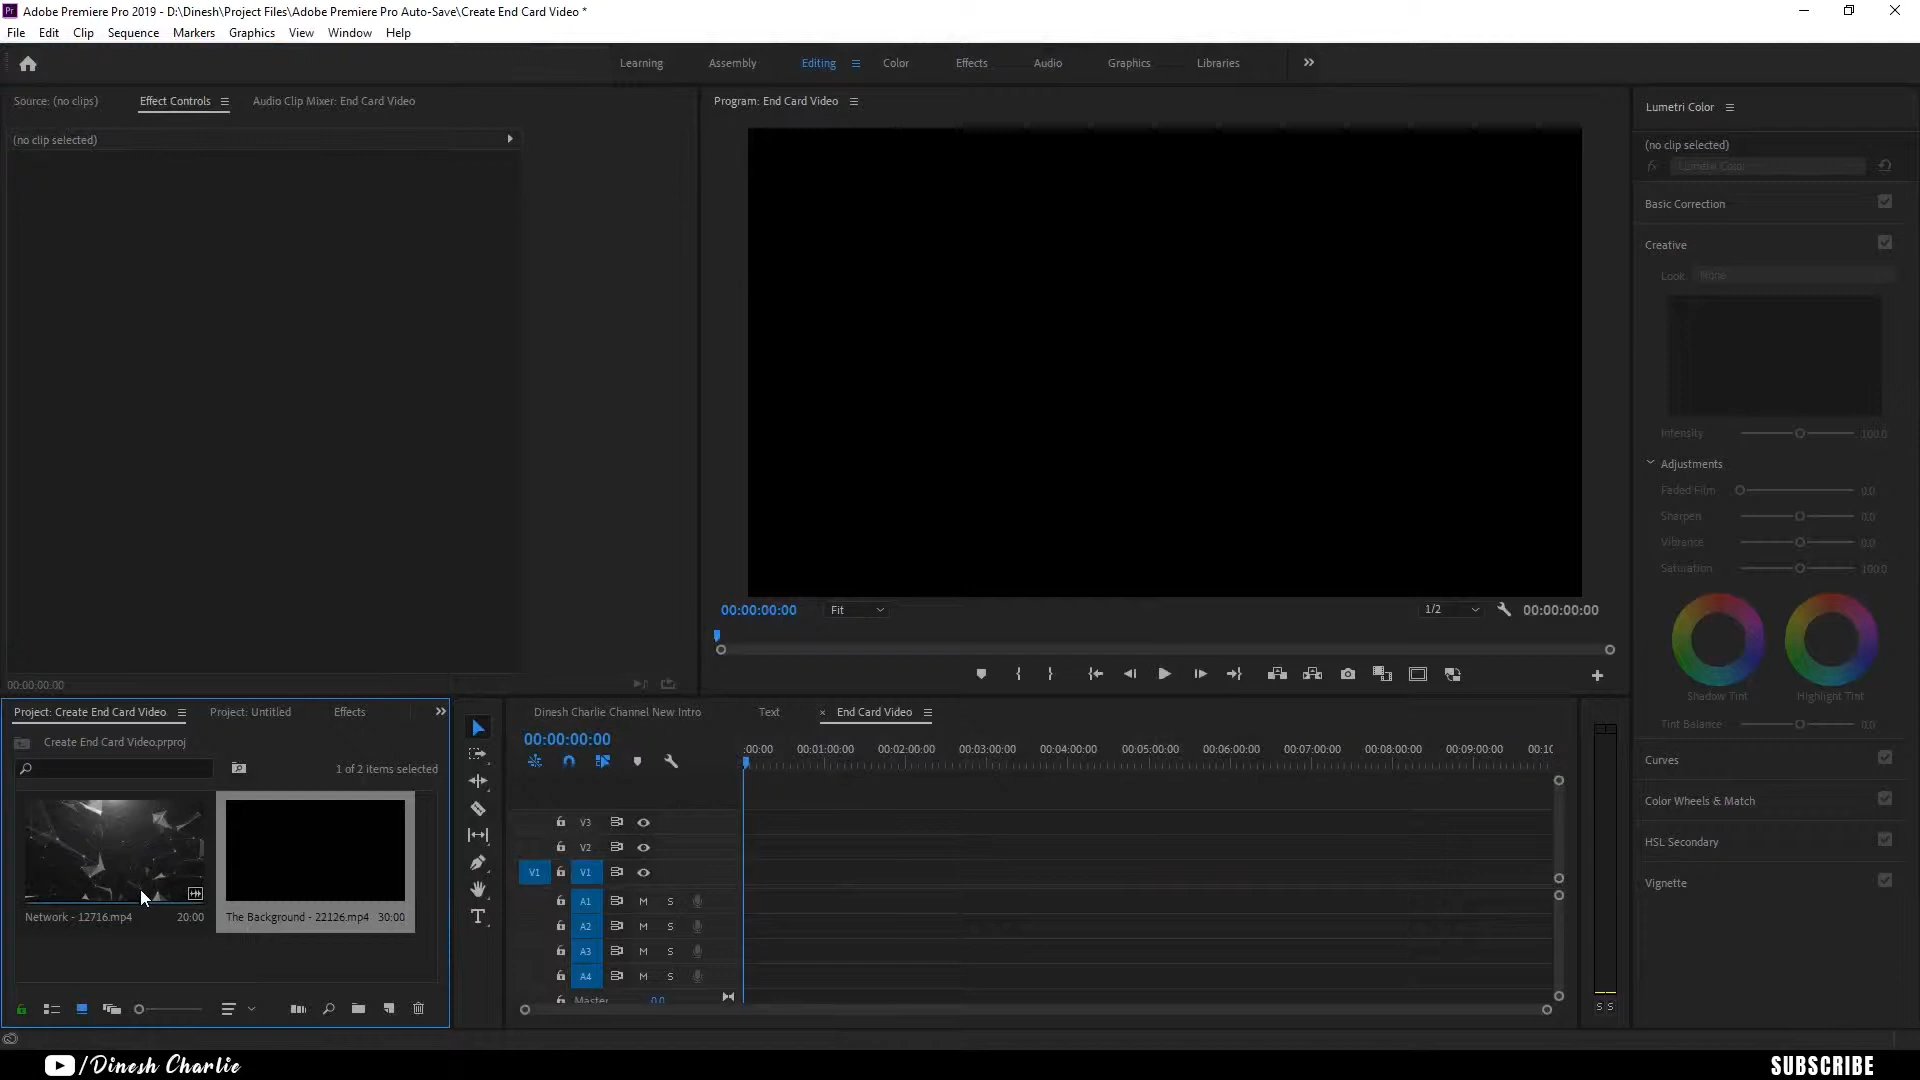 Adobe Premiere Pro 2019 - D:\Dinesh\Project Files\Adobe Premiere Pro Auto-Save\Create End Card Video *
File Edit Clip Sequence Markers Graphics View Window Help
Learning Assembly Editing Color Effects Audio Graphics Libraries
Source: (no clips) Effect Controls Audio Clip Mixer: End Card Video
(no clip selected)
00:00:00:00
Program: End Card Video
00:00:00:00 Fit 1/2 00:00:00:00
Lumetri Color
(no clip selected)
fx Lumetri Color
Basic Correction
Creative
Look None
Intensity 100.0
Adjustments
Faded Film 0.0
Sharpen 0.0
Vibrance 0.0
Saturation 100.0
Shadow Tint Highlight Tint
Tint Balance 0.0
Curves
Color Wheels & Match
HSL Secondary
Vignette
Project: Create End Card Video Project: Untitled Effects
Create End Card Video.prproj
1 of 2 items selected
Network - 12716.mp4 20:00 The Background - 22126.mp4 30:00
Dinesh Charlie Channel New Intro Text × End Card Video
00:00:00:00
:00:00 00:01:00:00 00:02:00:00 00:03:00:00 00:04:00:00 00:05:00:00 00:06:00:00 00:07:00:00 00:08:00:00 00:09:00:00 00:10
V3
V2
V1 V1
A1 M S
A2 M S
A3 M S
A4 M S
Master 0.0
S S
/Dinesh Charlie
SUBSCRIBE